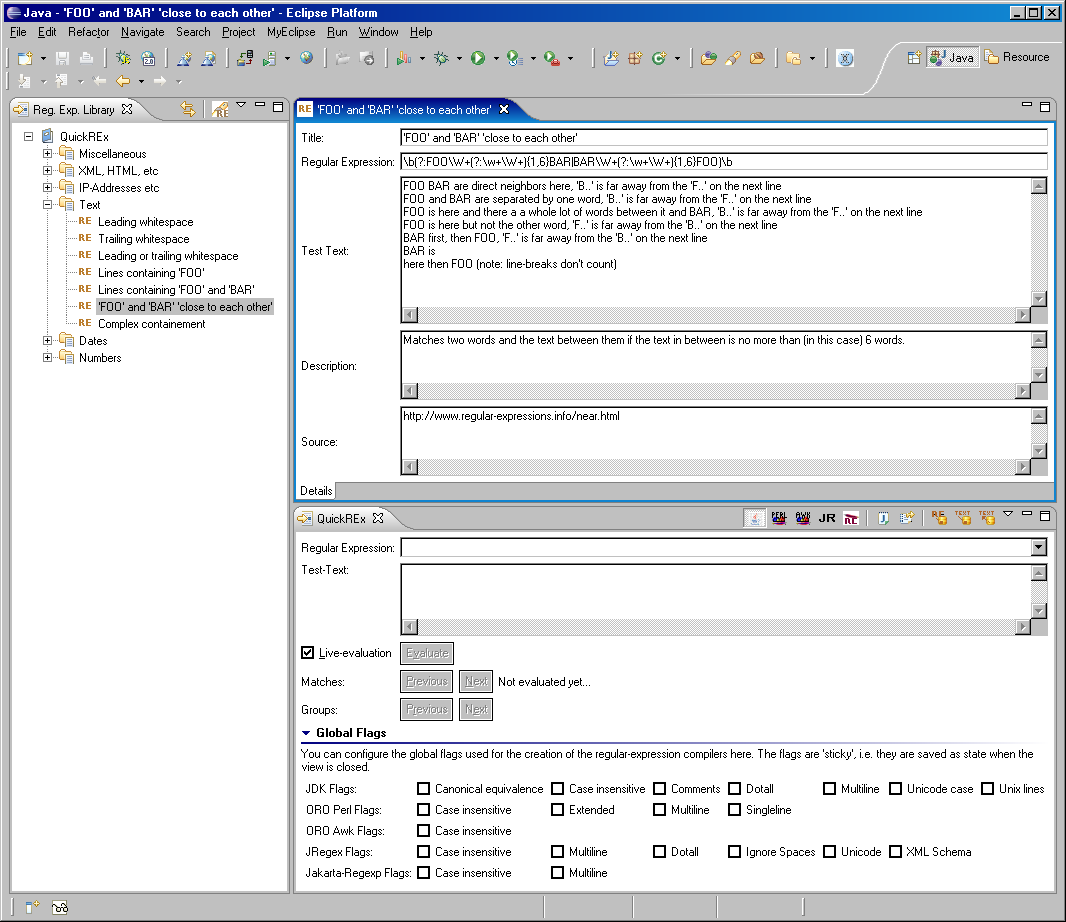 Java - 'FOO' and 'BAR' 'close to each other' - Eclipse Platform
File Edit Refactor Navigate Search Project MyEclipse Run Window Help
Java Resource
Reg. Exp. Library
QuickREx
Miscellaneous
XML, HTML, etc
IP-Addresses etc
Text
RE Leading whitespace
RE Trailing whitespace
RE Leading or trailing whitespace
RE Lines containing 'FOO'
RE Lines containing 'FOO' and 'BAR'
RE 'FOO' and 'BAR' 'close to each other'
RE Complex containement
Dates
Numbers
RE 'FOO' and 'BAR' 'close to each other'
Title: 'FOO' and 'BAR' 'close to each other'
Regular Expression: \b(?:FOO\W+(?:\w+\W+){1,6}BAR|BAR\W+(?:\w+\W+){1,6}FOO)\b
Test Text:
FOO BAR are direct neighbors here, 'B..' is far away from the 'F..' on the next line
FOO and BAR are separated by one word, 'B..' is far away from the 'F..' on the next line
FOO is here and there a a whole lot of words between it and BAR, 'B..' is far away from the 'F..' on the next line
FOO is here but not the other word, 'F..' is far away from the 'B..' on the next line
BAR first, then FOO, 'F..' is far away from the 'B..' on the next line
BAR is
here then FOO (note: line-breaks don't count)
Description:
Matches two words and the text between them if the text in between is no more than (in this case) 6 words.
Source:
http://www.regular-expressions.info/near.html
Details
QuickREx
PERL AWK JR RE J RE TEXT TEXT
Regular Expression:
Test-Text:
Live-evaluation Evaluate
Matches: Previous Next Not evaluated yet...
Groups: Previous Next
Global Flags
You can configure the global flags used for the creation of the regular-expression compilers here. The flags are 'sticky', i.e. they are saved as state when the
view is closed.
JDK Flags: Canonical equivalence Case insensitive Comments Dotall Multiline Unicode case Unix lines
ORO Perl Flags: Case insensitive Extended Multiline Singleline
ORO Awk Flags: Case insensitive
JRegex Flags: Case insensitive Multiline Dotall Ignore Spaces Unicode XML Schema
Jakarta-Regexp Flags: Case insensitive Multiline